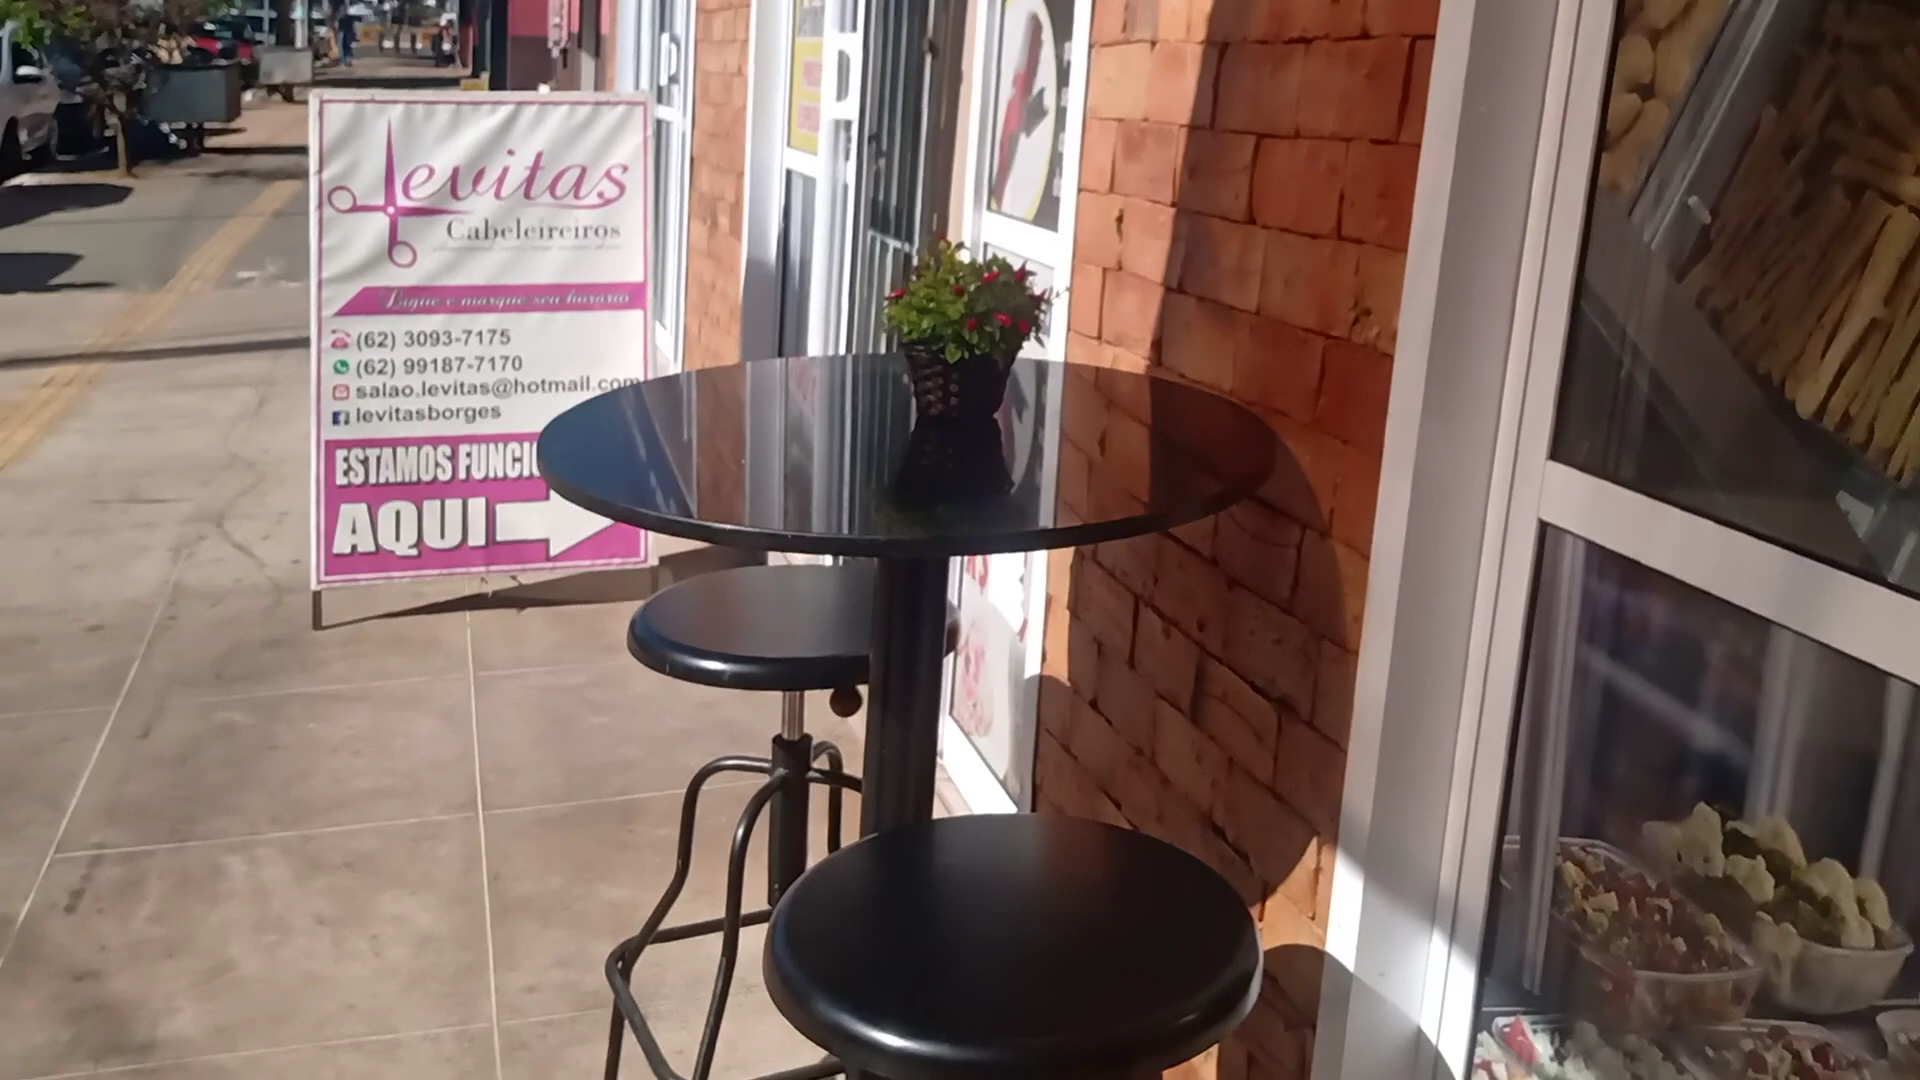 Levitas
Cabeleireiros
Ligue e marque seu horário
(62) 3093-7175
(62) 99187-7170
salao.levitas@hotmail.com
levitasborges
ESTAMOS FUNCI
AQUI